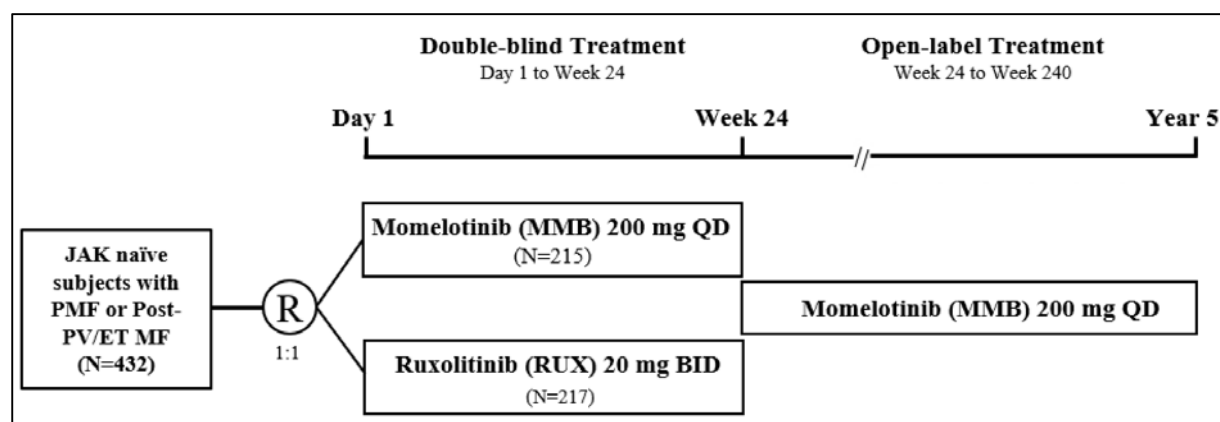 Double-blind Treatment
Day 1 to Week 24
Open-label Treatment
Week 24 to Week 240
Day 1
Week 24
Year 5
//
JAK naïve
subjects with
PMF or Post-
PV/ET MF
(N=432)
R
1:1
Momelotinib (MMB) 200 mg QD
(N=215)
Ruxolitinib (RUX) 20 mg BID
(N=217)
Momelotinib (MMB) 200 mg QD